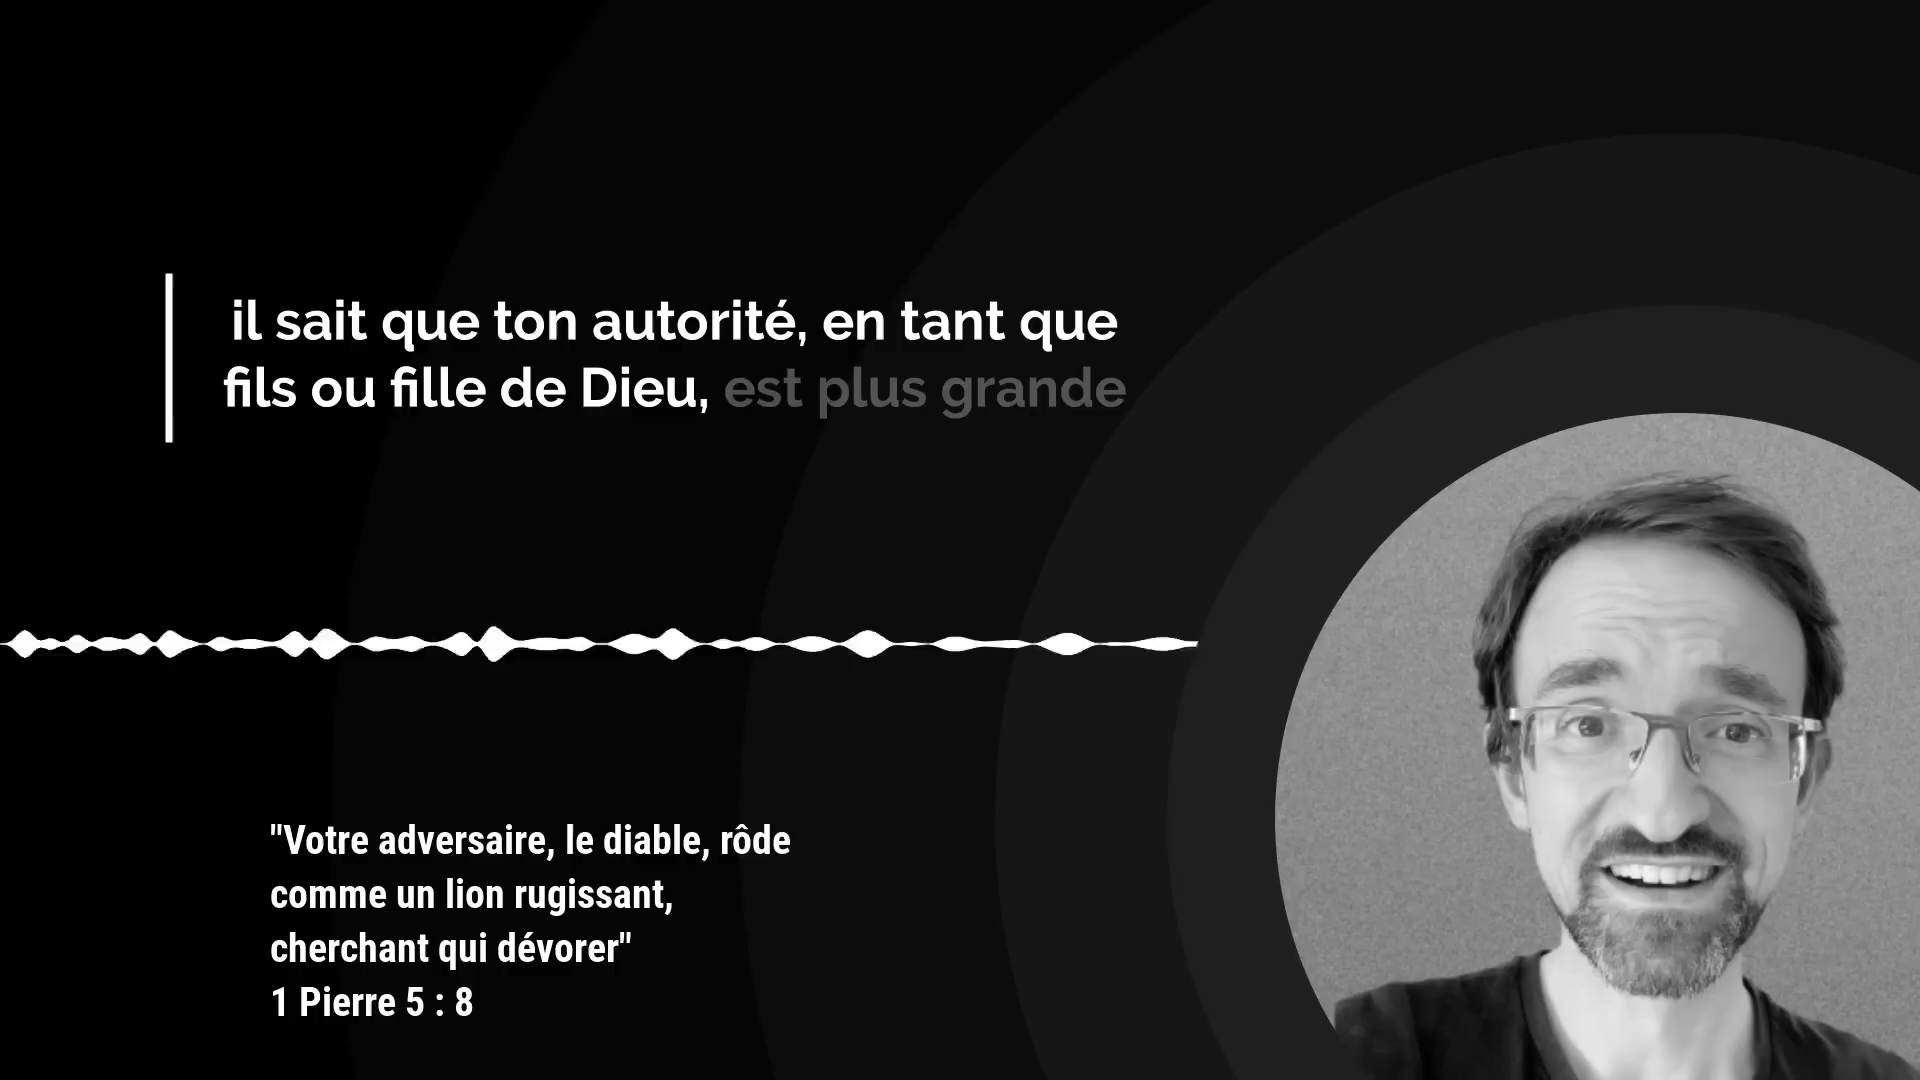 il sait que ton autorité, en tant que
fils ou fille de Dieu, est plus grande
"Votre adversaire, le diable, rôde
comme un lion rugissant,
cherchant qui dévorer"
1 Pierre 5 : 8